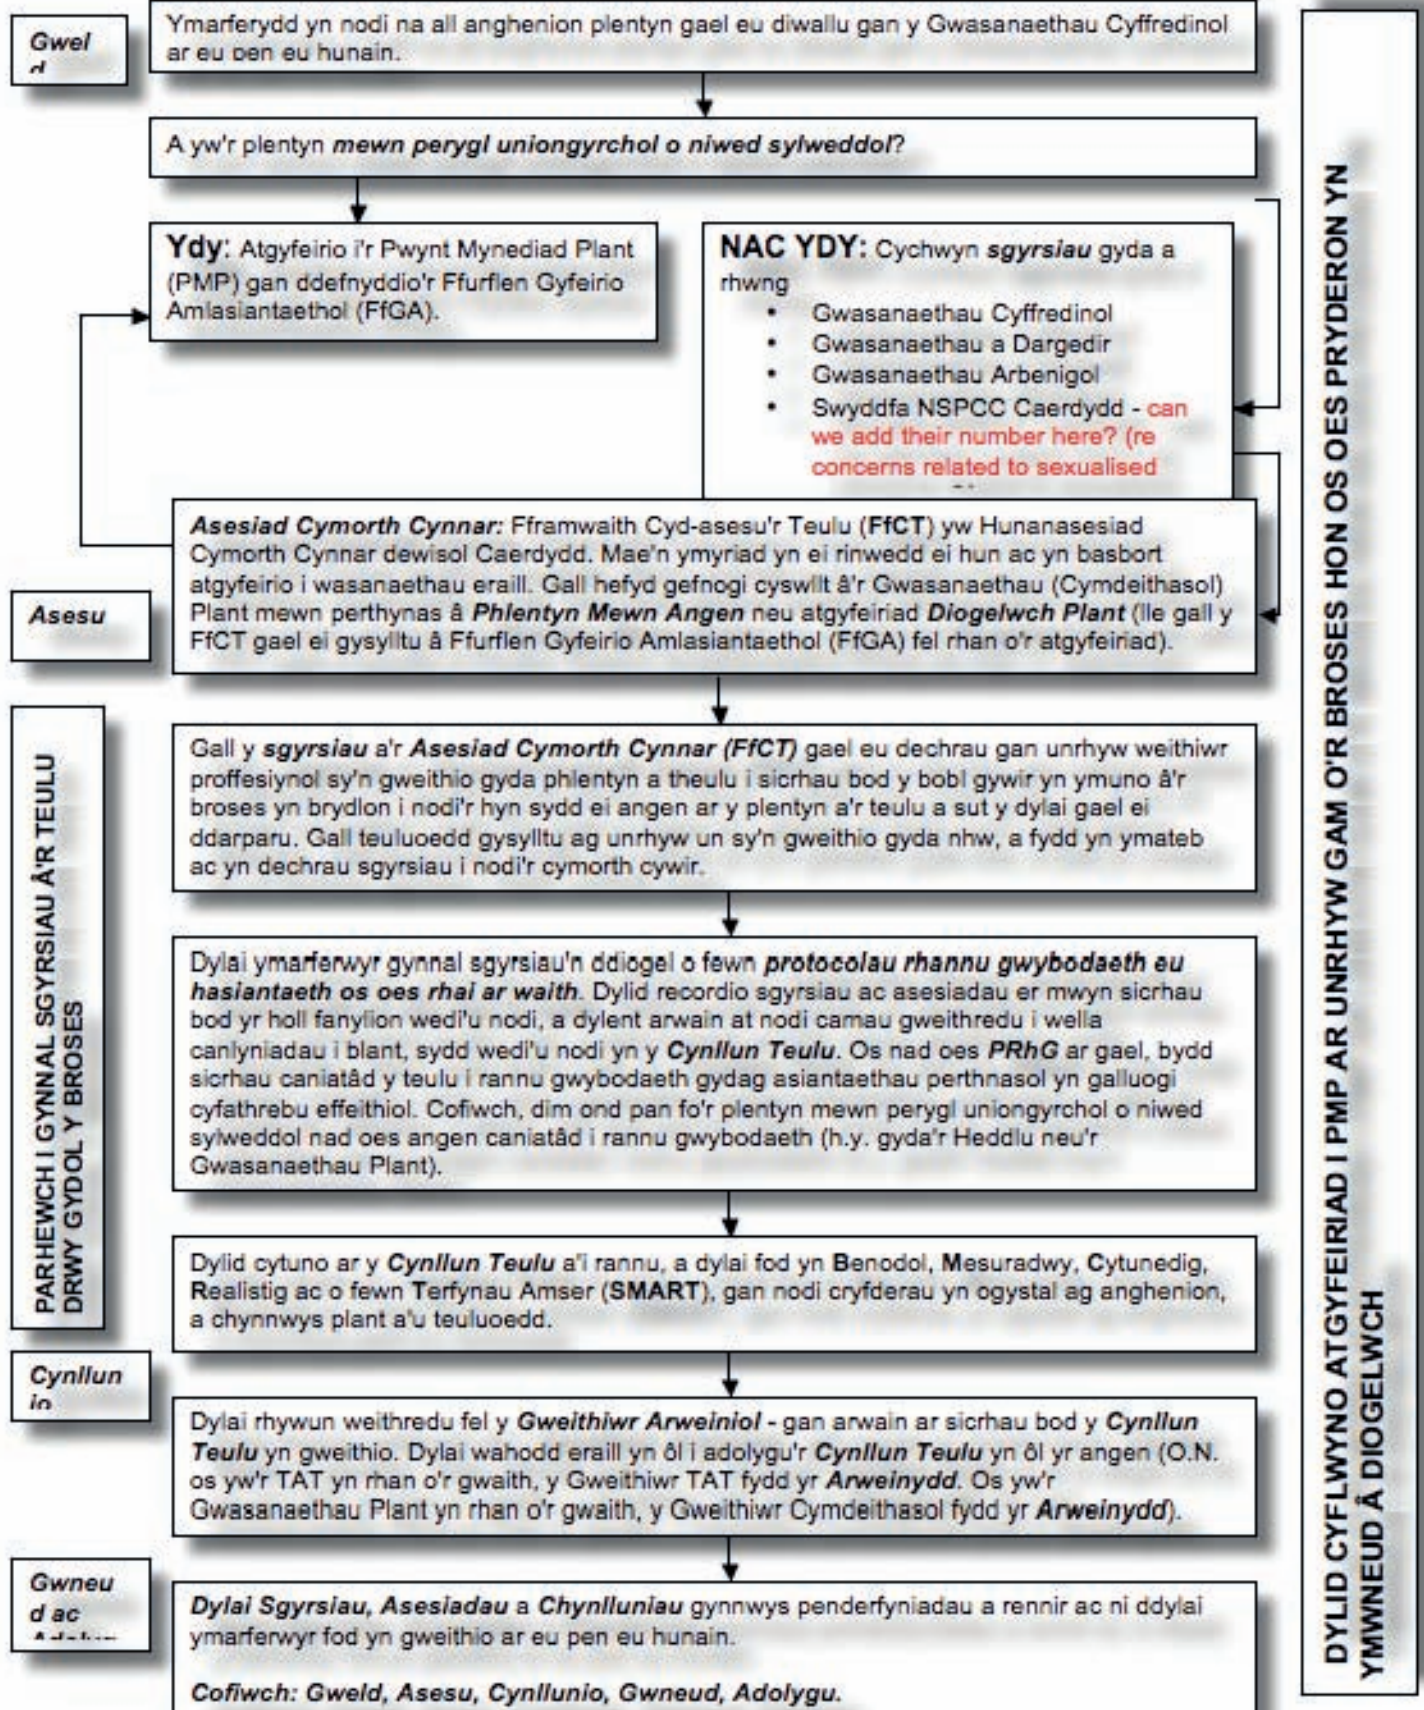 Gwel
d
Ymarferydd yn nodi na all anghenion plentyn gael eu diwallu gan y Gwasanaethau Cyffredinol
ar eu pen eu hunain.
A yw'r plentyn mewn perygl uniongyrchol o niwed sylweddol?
Ydy: Atgyfeirio i'r Pwynt Mynediad Plant
(PMP) gan ddefnyddio'r Ffurflen Gyfeirio
Amlasiantaethol (FfGA).
NAC YDY: Cychwyn sgyrsiau gyda a
rhwng
• Gwasanaethau Cyffredinol
• Gwasanaethau a Dargedir
• Gwasanaethau Arbenigol
• Swyddfa NSPCC Caerdydd - can
we add their number here? (re
concerns related to sexualised
Asesu
Asesiad Cymorth Cynnar: Fframwaith Cyd-asesu'r Teulu (FfCT) yw Hunanasesiad
Cymorth Cynnar dewisol Caerdydd. Mae'n ymyriad yn ei rinwedd ei hun ac yn basbort
atgyfeirio i wasanaethau eraill. Gall hefyd gefnogi cyswllt â'r Gwasanaethau (Cymdeithasol)
Plant mewn perthynas â Phlentyn Mewn Angen neu atgyfeiriad Diogelwch Plant (lle gall y
FfCT gael ei gysylltu â Ffurflen Gyfeirio Amlasiantaethol (FfGA) fel rhan o'r atgyfeiriad).
PARHEWCH I GYNNAL SGYRSIAU Â'R TEULU
DRWY GYDOL Y BROSES
Gall y sgyrsiau a'r Asesiad Cymorth Cynnar (FfCT) gael eu dechrau gan unrhyw weithiwr
proffesiynol sy'n gweithio gyda phlentyn a theulu i sicrhau bod y bobl gywir yn ymuno â'r
broses yn brydlon i nodi'r hyn sydd ei angen ar y plentyn a'r teulu a sut y dylai gael ei
ddarparu. Gall teuluoedd gysylltu ag unrhyw un sy'n gweithio gyda nhw, a fydd yn ymateb
ac yn dechrau sgyrsiau i nodi'r cymorth cywir.
Dylai ymarferwyr gynnal sgyrsiau'n ddiogel o fewn protocolau rhannu gwybodaeth eu
hasiantaeth os oes rhai ar waith. Dylid recordio sgyrsiau ac asesiadau er mwyn sicrhau
bod yr holl fanylion wedi'u nodi, a dylent arwain at nodi camau gweithredu i wella
canlyniadau i blant, sydd wedi'u nodi yn y Cynllun Teulu. Os nad oes PRhG ar gael, bydd
sicrhau caniatâd y teulu i rannu gwybodaeth gydag asiantaethau perthnasol yn galluogi
cyfathrebu effeithiol. Cofiwch, dim ond pan fo'r plentyn mewn perygl uniongyrchol o niwed
sylweddol nad oes angen caniatâd i rannu gwybodaeth (h.y. gyda'r Heddlu neu'r
Gwasanaethau Plant).
Dylid cytuno ar y Cynllun Teulu a'i rannu, a dylai fod yn Benodol, Mesuradwy, Cytunedig,
Realistig ac o fewn Terfynau Amser (SMART), gan nodi cryfderau yn ogystal ag anghenion,
a chynnwys plant a'u teuluoedd.
Cynllun
io
Dylai rhywun weithredu fel y Gweithiwr Arweiniol - gan arwain ar sicrhau bod y Cynllun
Teulu yn gweithio. Dylai wahodd eraill yn ôl i adolygu'r Cynllun Teulu yn ôl yr angen (O.N.
os yw'r TAT yn rhan o'r gwaith, y Gweithiwr TAT fydd yr Arweinydd. Os yw'r
Gwasanaethau Plant yn rhan o'r gwaith, y Gweithiwr Cymdeithasol fydd yr Arweinydd).
Gwneu
d ac
Dylai Sgyrsiau, Asesiadau a Chynlluniau gynnwys penderfyniadau a rennir ac ni ddylai
ymarferwyr fod yn gweithio ar eu pen eu hunain.
Cofiwch: Gweld, Asesu, Cynllunio, Gwneud, Adolygu.
DYLID CYFLWYNO ATGYFEIRIAD I PMP AR UNRHYW GAM O'R BROSES HON OS OES PRYDERON YN
YMWNEUD Â DIOGELWCH